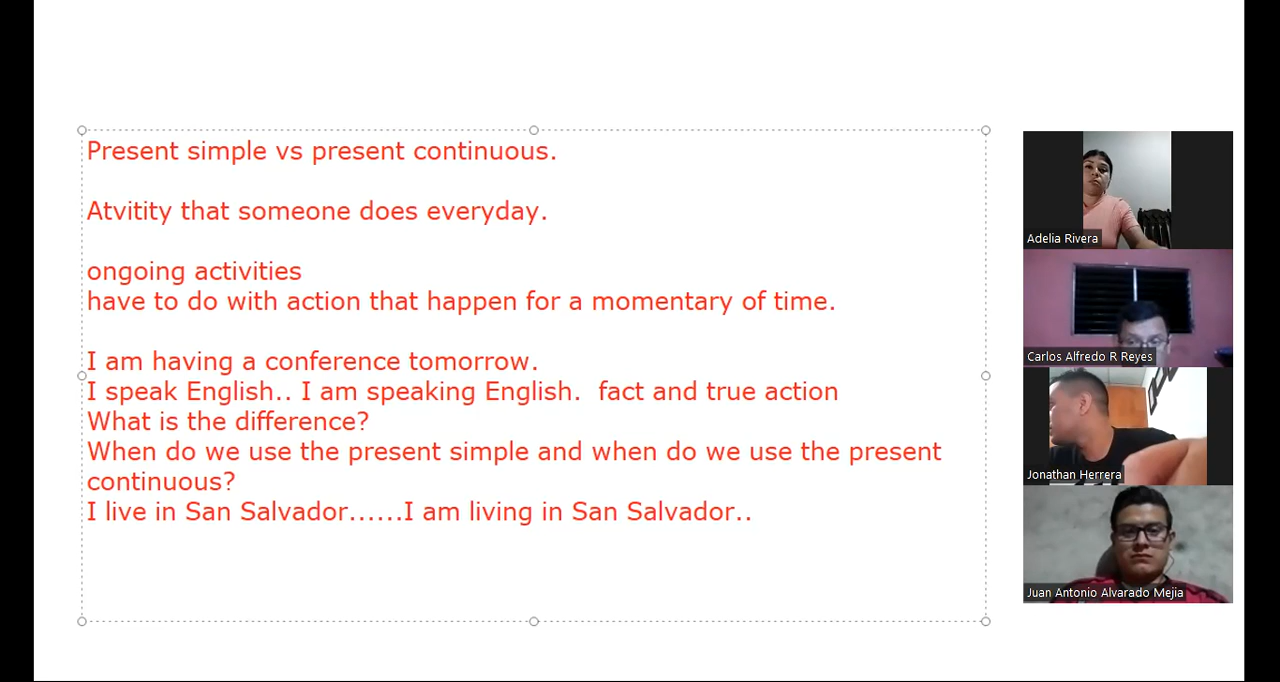 Present simple vs present continuous.
Atvitity that someone does everyday.
ongoing activities
have to do with action that happen for a momentary of time.
I am having a conference tomorrow.
I speak English.. I am speaking English.  fact and true action
What is the difference?
When do we use the present simple and when do we use the present
continuous?
I live in San Salvador......I am living in San Salvador..
Adelia Rivera
Carlos Alfredo R Reyes
Jonathan Herrera
Juan Antonio Alvarado Mejia